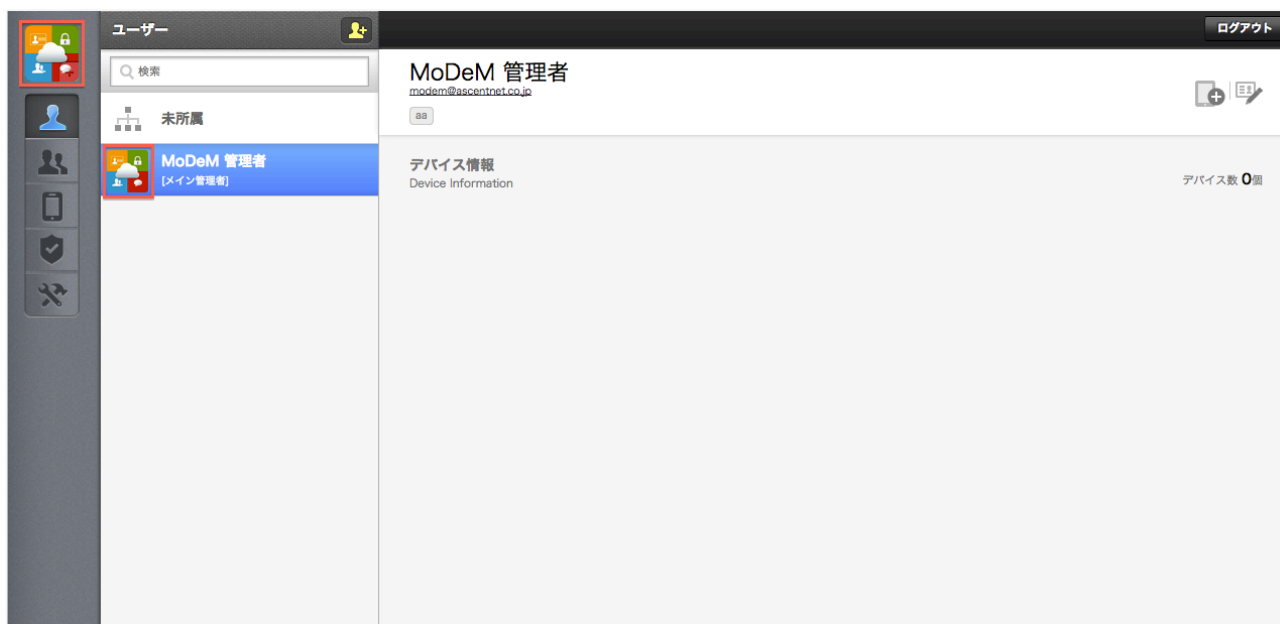 ユーザー
ログアウト
検索
未所属
MoDeM 管理者
[メイン管理者]
MoDeM 管理者
modem@ascentnet.co.jp
aa
デバイス情報
Device Information
デバイス数 0個